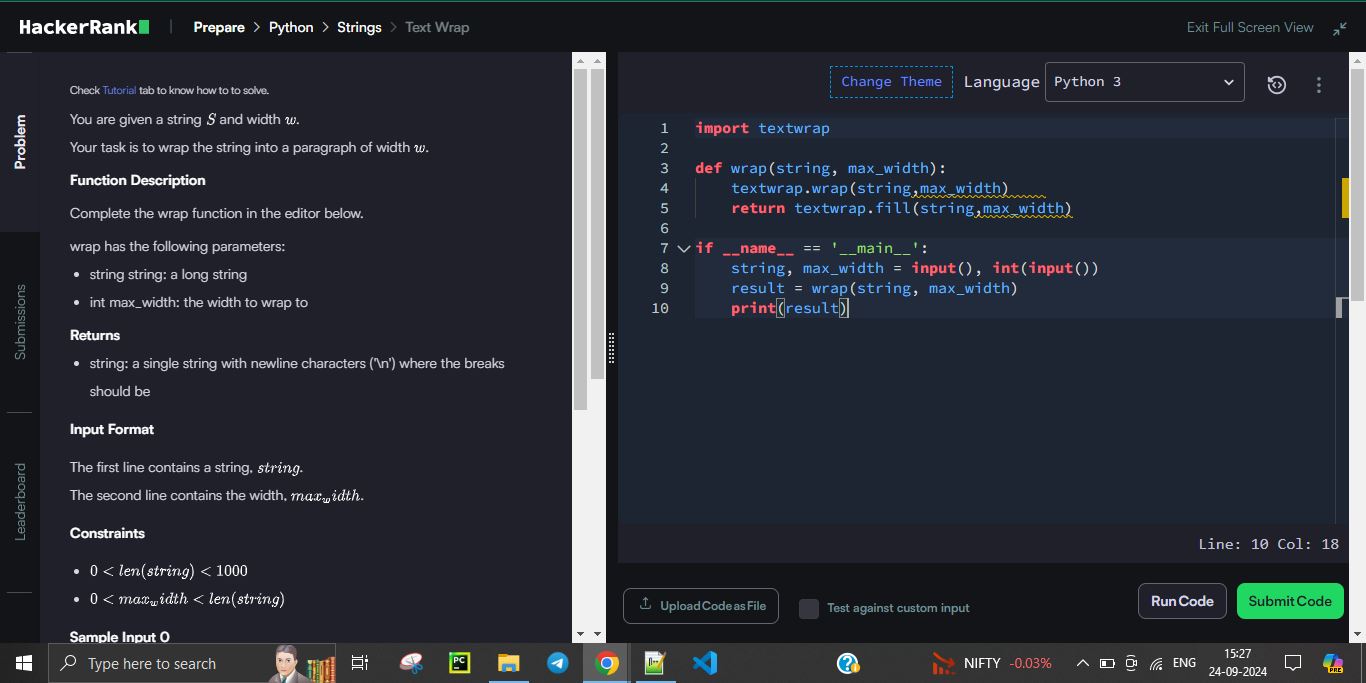 HackerRank | Prepare > Python > Strings > Text Wrap
Exit Full Screen View
Problem
Submissions
Leaderboard
Check Tutorial tab to know how to to solve.
You are given a string S and width w.
Your task is to wrap the string into a paragraph of width w.
Function Description
Complete the wrap function in the editor below.
wrap has the following parameters:
• string string: a long string
• int max_width: the width to wrap to
Returns
• string: a single string with newline characters ('\n') where the breaks
should be
Input Format
The first line contains a string, string.
The second line contains the width, max_width.
Constraints
• 0 < len(string) < 1000
• 0 < max_width < len(string)
Sample Input 0
Change Theme Language Python 3
1 import textwrap
2
3 def wrap(string, max_width):
4     textwrap.wrap(string,max_width)
5     return textwrap.fill(string,max_width)
6
7 if __name__ == '__main__':
8     string, max_width = input(), int(input())
9     result = wrap(string, max_width)
10     print(result)
Line: 10 Col: 18
Upload Code as File
Test against custom input
Run Code
Submit Code
Type here to search
PC
NIFTY -0.03%
ENG
15:27
24-09-2024
PRE